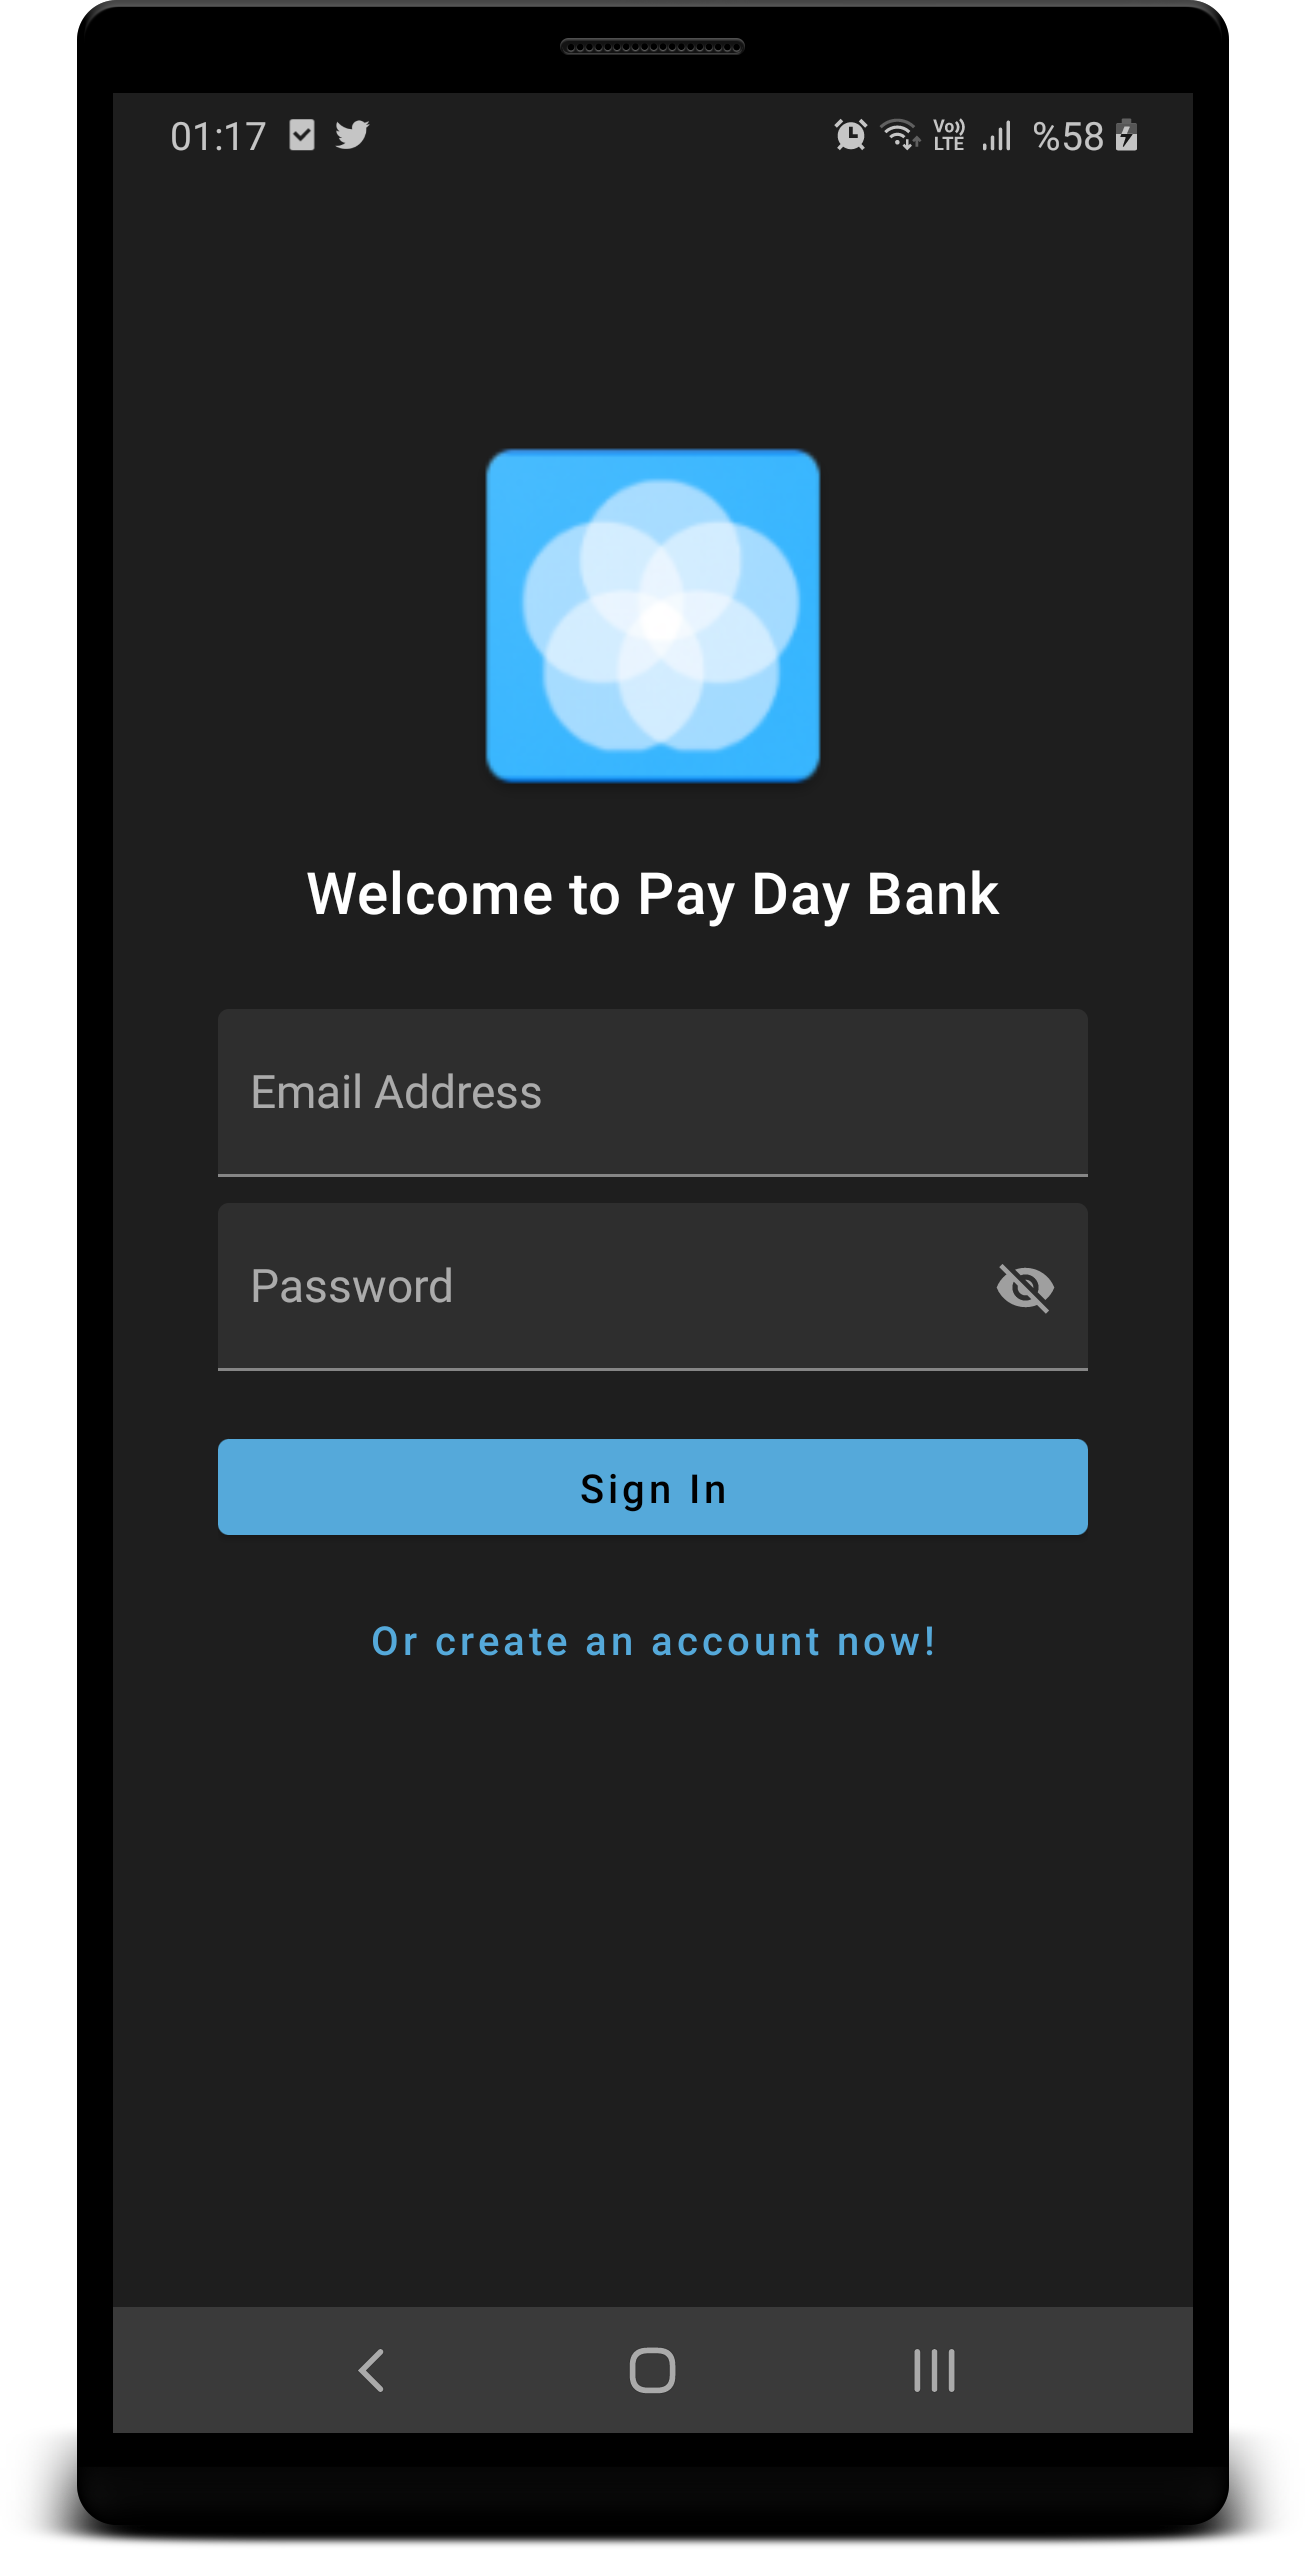 01:17 Vo)) LTE %58
Welcome to Pay Day Bank
Email Address
Password
Sign In
Or create an account now!